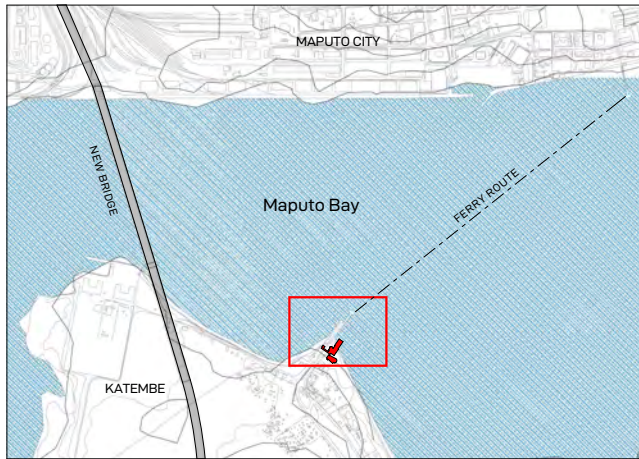 MAPUTO CITY
NEW BRIDGE
Maputo Bay
FERRY ROUTE
KATEMBE